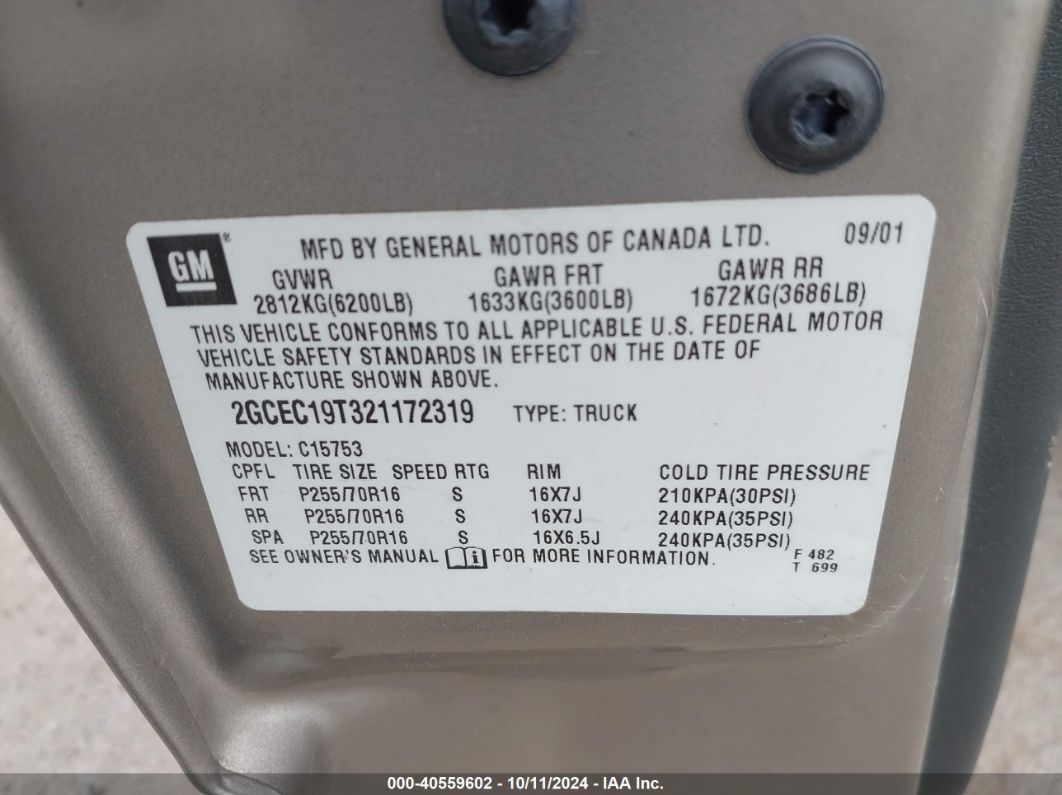 GM®
MFD BY GENERAL MOTORS OF CANADA LTD. 09/01
GVWR GAWR FRT GAWR RR
2812KG(6200LB) 1633KG(3600LB) 1672KG(3686LB)
THIS VEHICLE CONFORMS TO ALL APPLICABLE U.S. FEDERAL MOTOR
VEHICLE SAFETY STANDARDS IN EFFECT ON THE DATE OF
MANUFACTURE SHOWN ABOVE.
2GCEC19T321172319 TYPE: TRUCK
MODEL: C15753
CPFL TIRE SIZE SPEED RTG RIM COLD TIRE PRESSURE
FRT P255/70R16 S 16X7J 210KPA(30PSI)
RR P255/70R16 S 16X7J 240KPA(35PSI)
SPA P255/70R16 S 16X6.5J 240KPA(35PSI)
SEE OWNER'S MANUAL i FOR MORE INFORMATION.
F 482
T 699
000-40559602 - 10/11/2024 - IAA Inc.